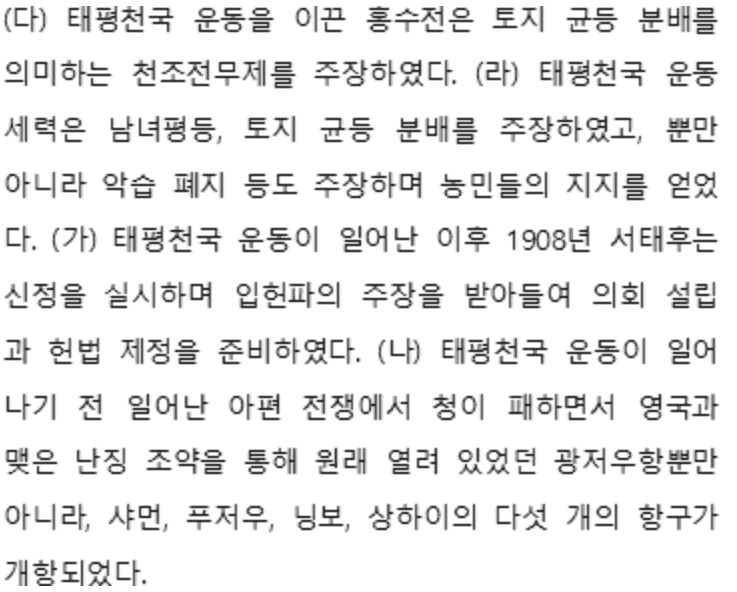 (다) 태평천국 운동을 이끈 홍수전은 토지 균등 분배를
의미하는 천조전무제를 주장하였다. (라) 태평천국 운동
세력은 남녀평등, 토지 균등 분배를 주장하였고, 뿐만
아니라 악습 폐지 등도 주장하며 농민들의 지지를 얻었
다. (가) 태평천국 운동이 일어난 이후 1908년 서태후는
신정을 실시하며 입헌파의 주장을 받아들여 의회 설립
과 헌법 제정을 준비하였다. (나) 태평천국 운동이 일어
나기 전 일어난 아편 전쟁에서 청이 패하면서 영국과
맺은 난징 조약을 통해 원래 열려 있었던 광저우항뿐만
아니라, 샤먼, 푸저우, 닝보, 상하이의 다섯 개의 항구가
개항되었다.